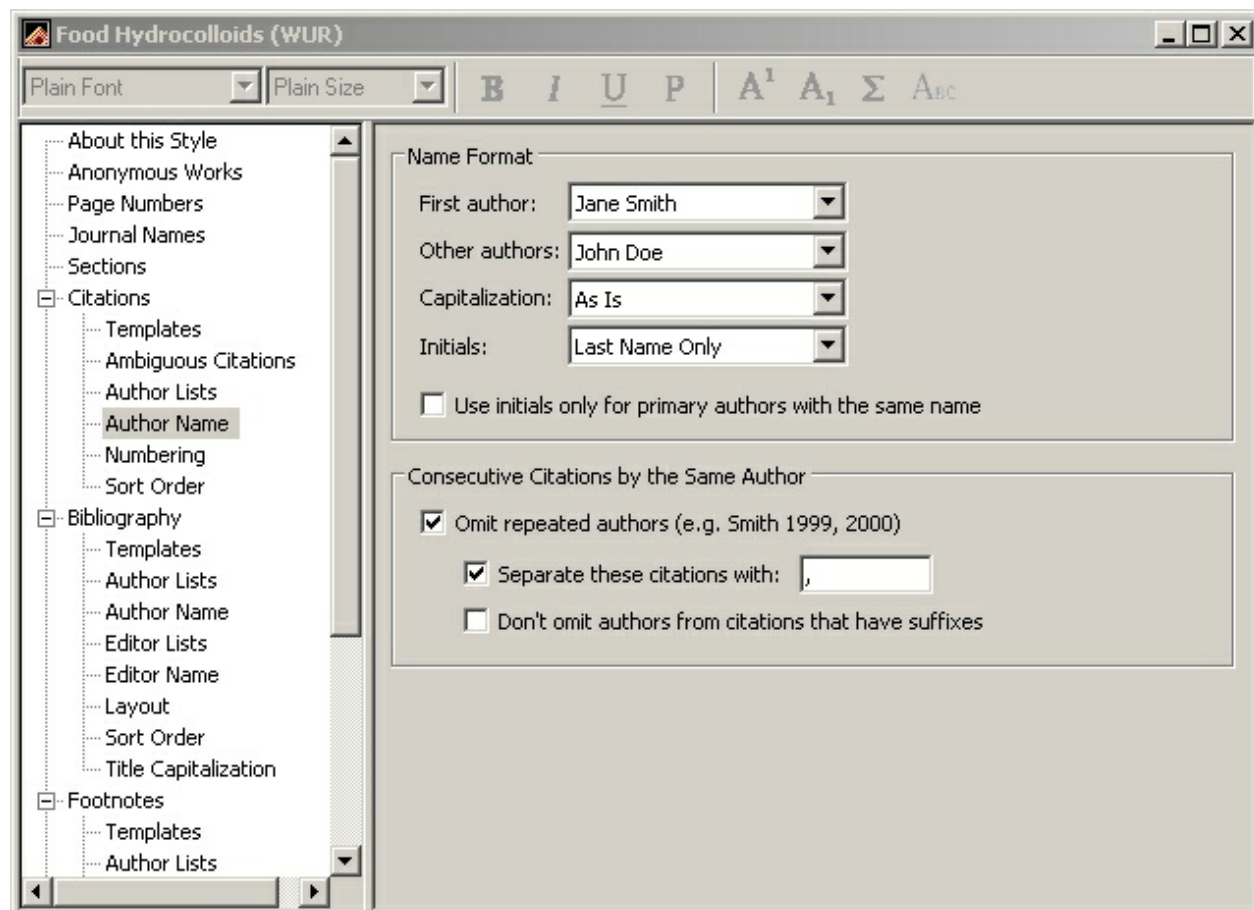 Food Hydrocolloids (WUR)
Plain Font Plain Size B I U P A¹ A₁ Σ ABC
About this Style
Anonymous Works
Page Numbers
Journal Names
Sections
Citations
Templates
Ambiguous Citations
Author Lists
Author Name
Numbering
Sort Order
Bibliography
Templates
Author Lists
Author Name
Editor Lists
Editor Name
Layout
Sort Order
Title Capitalization
Footnotes
Templates
Author Lists
Name Format
First author: Jane Smith
Other authors: John Doe
Capitalization: As Is
Initials: Last Name Only
Use initials only for primary authors with the same name
Consecutive Citations by the Same Author
Omit repeated authors (e.g. Smith 1999, 2000)
Separate these citations with: ,
Don't omit authors from citations that have suffixes